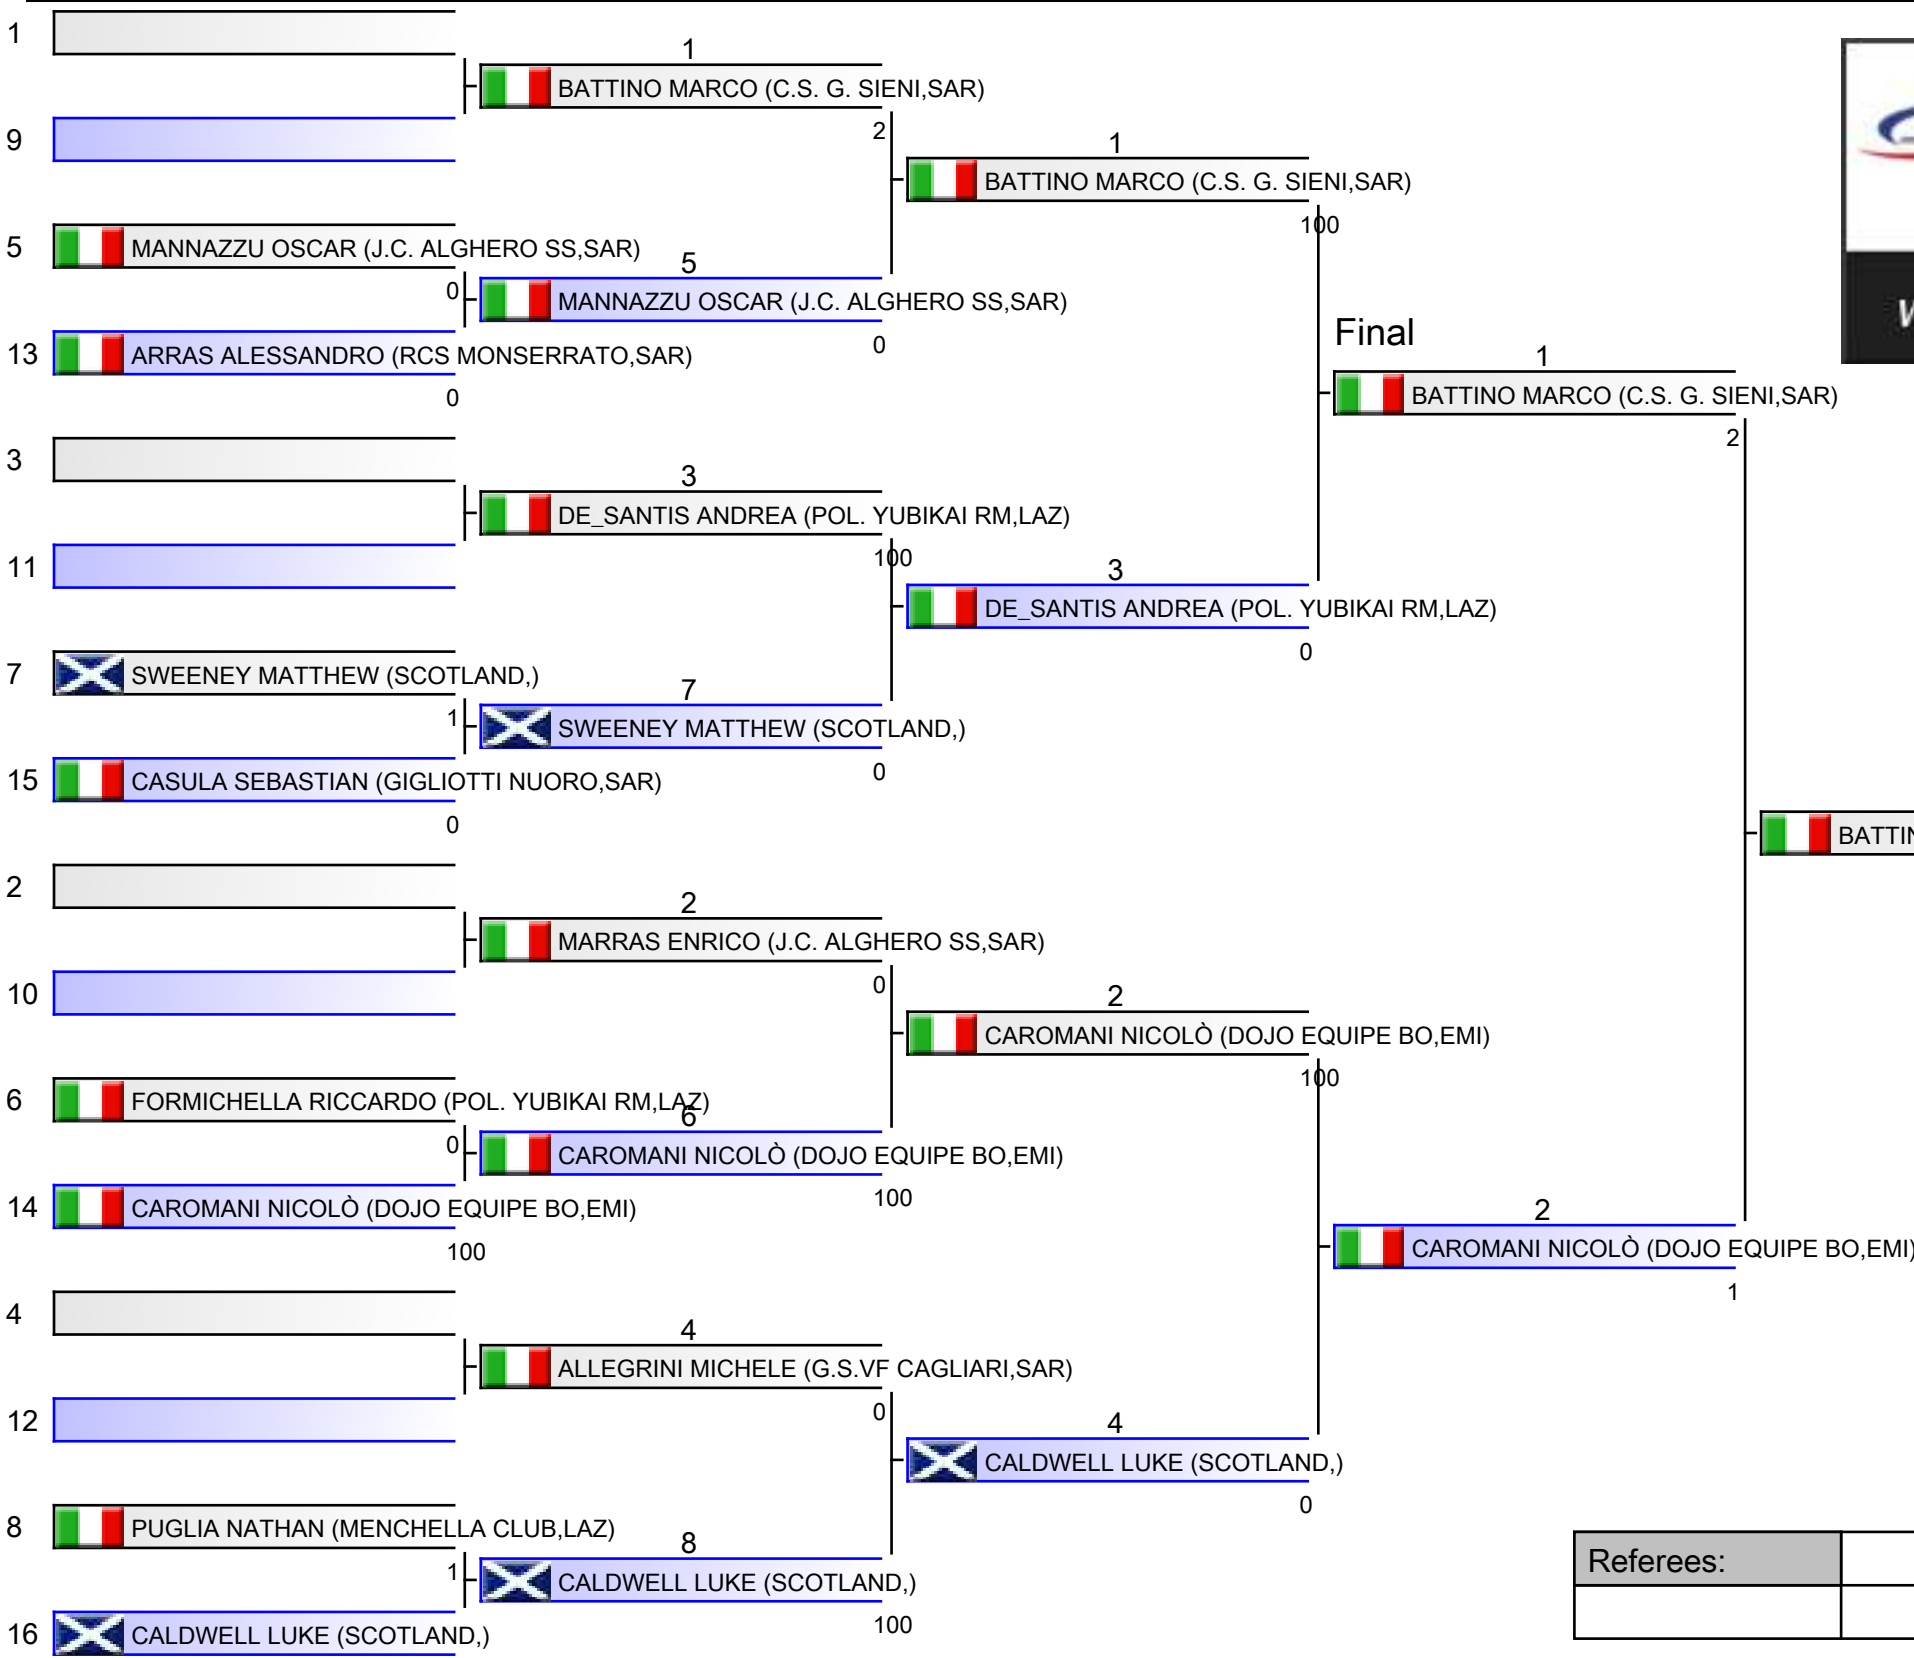 1
1
BATTINO MARCO (C.S. G. SIENI,SAR)
2
9
1
BATTINO MARCO (C.S. G. SIENI,SAR)
100
5
MANNAZZU OSCAR (J.C. ALGHERO SS,SAR)
0
5
MANNAZZU OSCAR (J.C. ALGHERO SS,SAR)
0
13
ARRAS ALESSANDRO (RCS MONSERRATO,SAR)
0
Final
1
BATTINO MARCO (C.S. G. SIENI,SAR)
2
3
3
DE_SANTIS ANDREA (POL. YUBIKAI RM,LAZ)
100
11
3
DE_SANTIS ANDREA (POL. YUBIKAI RM,LAZ)
0
7
SWEENEY MATTHEW (SCOTLAND,)
1
7
SWEENEY MATTHEW (SCOTLAND,)
0
15
CASULA SEBASTIAN (GIGLIOTTI NUORO,SAR)
0
2
2
MARRAS ENRICO (J.C. ALGHERO SS,SAR)
0
10
2
CAROMANI NICOLÒ (DOJO EQUIPE BO,EMI)
100
6
FORMICHELLA RICCARDO (POL. YUBIKAI RM,LAZ)
0
6
CAROMANI NICOLÒ (DOJO EQUIPE BO,EMI)
100
14
CAROMANI NICOLÒ (DOJO EQUIPE BO,EMI)
100
2
CAROMANI NICOLÒ (DOJO EQUIPE BO,EMI)
1
4
4
ALLEGRINI MICHELE (G.S.VF CAGLIARI,SAR)
0
12
4
CALDWELL LUKE (SCOTLAND,)
0
8
PUGLIA NATHAN (MENCHELLA CLUB,LAZ)
1
8
CALDWELL LUKE (SCOTLAND,)
100
16
CALDWELL LUKE (SCOTLAND,)
Referees: